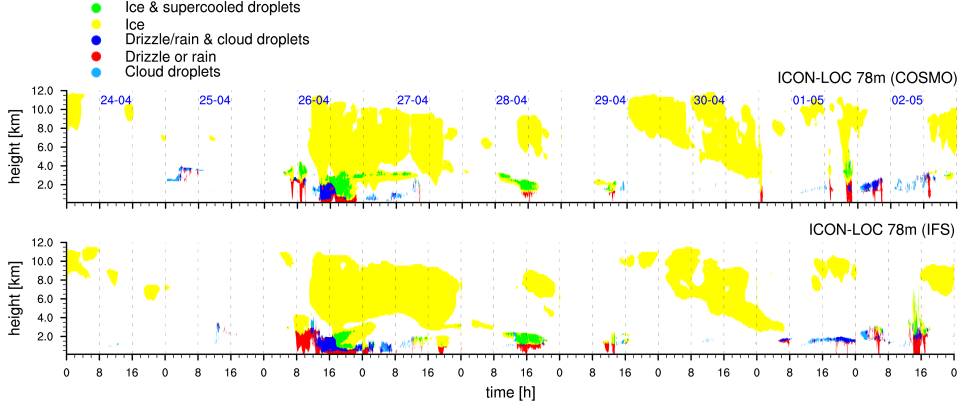 Ice & supercooled droplets
Ice
Drizzle/rain & cloud droplets
Drizzle or rain
Cloud droplets
ICON-LOC 78m (COSMO)
12.0
10.0
8.0
6.0
4.0
2.0
height [km]
24-04 25-04 26-04 27-04 28-04 29-04 30-04 01-05 02-05
ICON-LOC 78m (IFS)
12.0
10.0
8.0
6.0
4.0
2.0
height [km]
0 8 16 0 8 16 0 8 16 0 8 16 0 8 16 0 8 16 0 8 16 0 8 16 0 8 16 0
time [h]